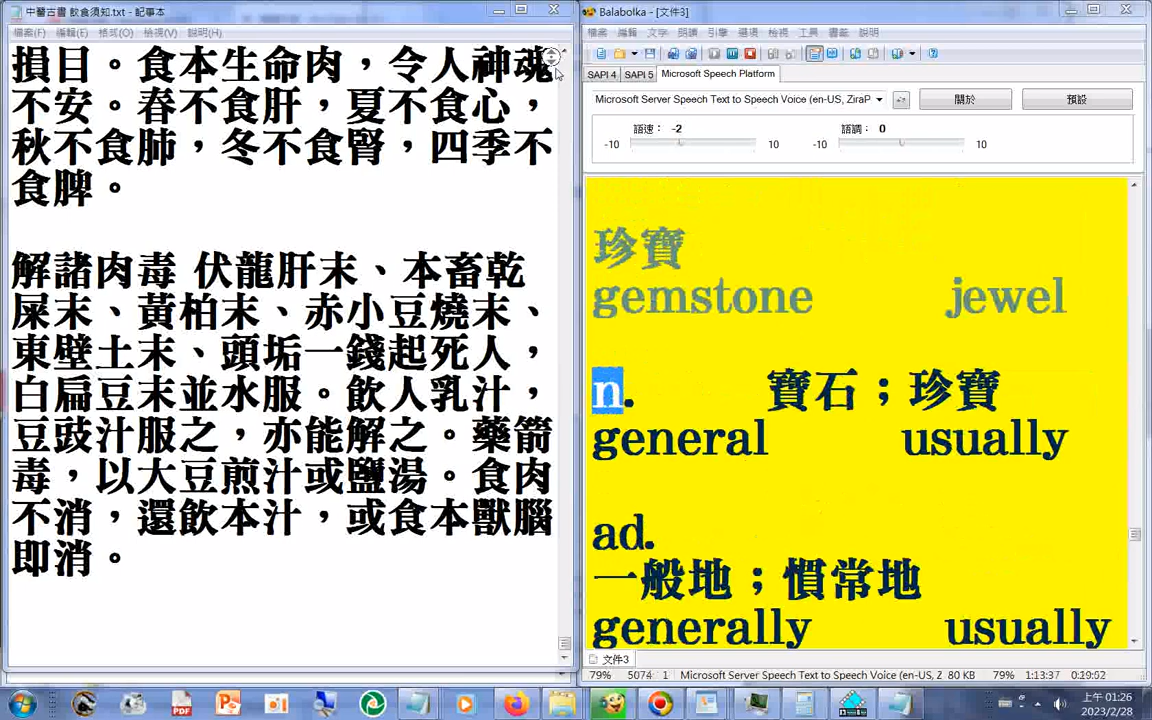 中醫古書 飲食須知.txt - 記事本
檔案(F) 編輯(E) 格式(O) 檢視(V) 說明(H)
損目。食本生命肉，令人神魂
不安。春不食肝，夏不食心，
秋不食肺，冬不食腎，四季不
食脾。
解諸肉毒 伏龍肝末、本畜乾
屎末、黃柏末、赤小豆燒末、
東壁土末、頭垢一錢起死人，
白扁豆末並水服。飲人乳汁，
豆豉汁服之，亦能解之。藥箭
毒，以大豆煎汁或鹽湯。食肉
不消，還飲本汁，或食本獸腦
即消。
Balabolka - [文件3]
檔案 編輯 文字 朗讀 引擎 選項 檢視 工具 書籤 說明
SAPI 4 SAPI 5 Microsoft Speech Platform
Microsoft Server Speech Text to Speech Voice (en-US, ZiraP
關於 預設
語速： -2 語調： 0
-10 10 -10 10
珍寶
gemstone jewel
n. 寶石；珍寶
general usually
ad.
一般地；慣常地
generally usually
文件3
79% 5074: 1 Microsoft Server Speech Text to Speech Voice (en-US, Z 80 KB 79% 1:13:37 0:19:52
上午 01:26
2023/2/28